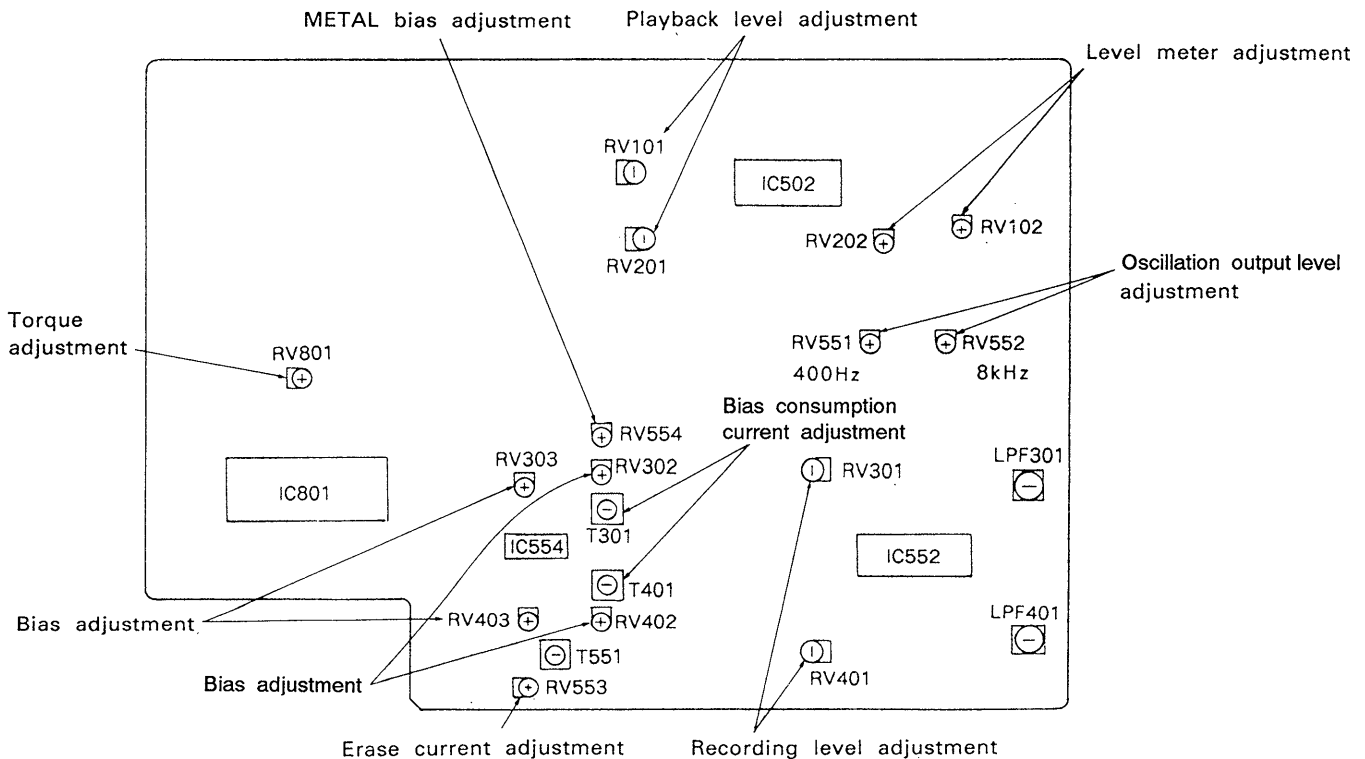 METAL bias adjustment
Playback level adjustment
Level meter adjustment
RV101
IC502
RV202
RV102
RV201
Oscillation output level
adjustment
Torque
adjustment
RV801
RV551
400Hz
RV552
8kHz
Bias consumption
current adjustment
RV554
RV303
RV302
RV301
LPF301
IC801
T301
IC554
IC552
T401
Bias adjustment
RV403
RV402
LPF401
T551
Bias adjustment
RV553
RV401
Erase current adjustment
Recording level adjustment